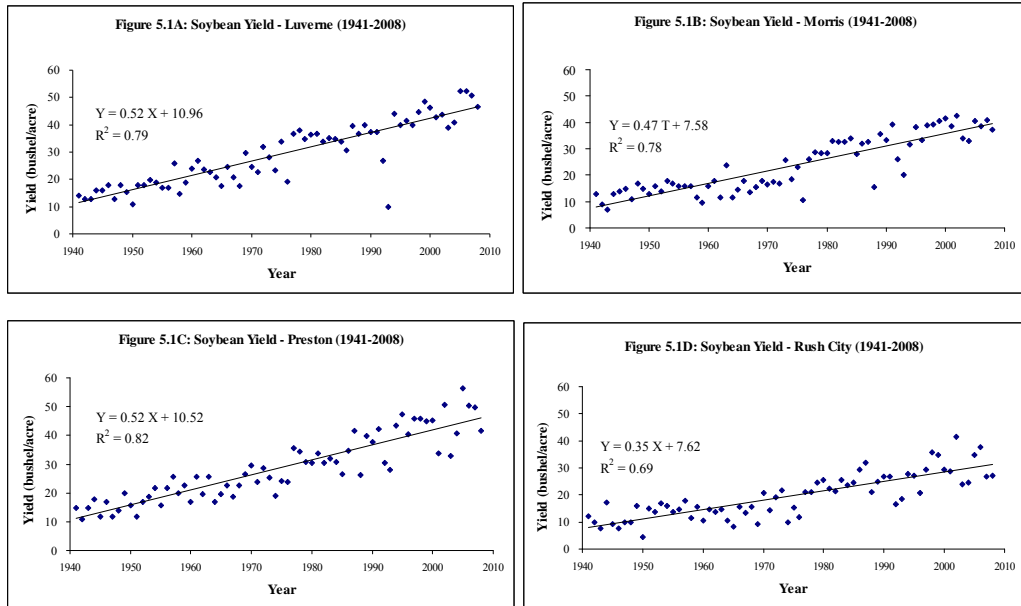 Figure 5.1A: Soybean Yield - Luverne (1941-2008)
Yield (bushel/acre)
60
50
40
30
20
10
0
Y = 0.52 X + 10.96
R² = 0.79
1940 1950 1960 1970 1980 1990 2000 2010
Year
Figure 5.1B: Soybean Yield - Morris (1941-2008)
Yield (bushel/acre)
60
50
40
30
20
10
0
Y = 0.47 T + 7.58
R² = 0.78
1940 1950 1960 1970 1980 1990 2000 2010
Year
Figure 5.1C: Soybean Yield - Preston (1941-2008)
Yield (bushel/acre)
60
50
40
30
20
10
0
Y = 0.52 X + 10.52
R² = 0.82
1940 1950 1960 1970 1980 1990 2000 2010
Year
Figure 5.1D: Soybean Yield - Rush City (1941-2008)
Yield (bushel/acre)
60
50
40
30
20
10
0
Y = 0.35 X + 7.62
R² = 0.69
1940 1950 1960 1970 1980 1990 2000 2010
Year